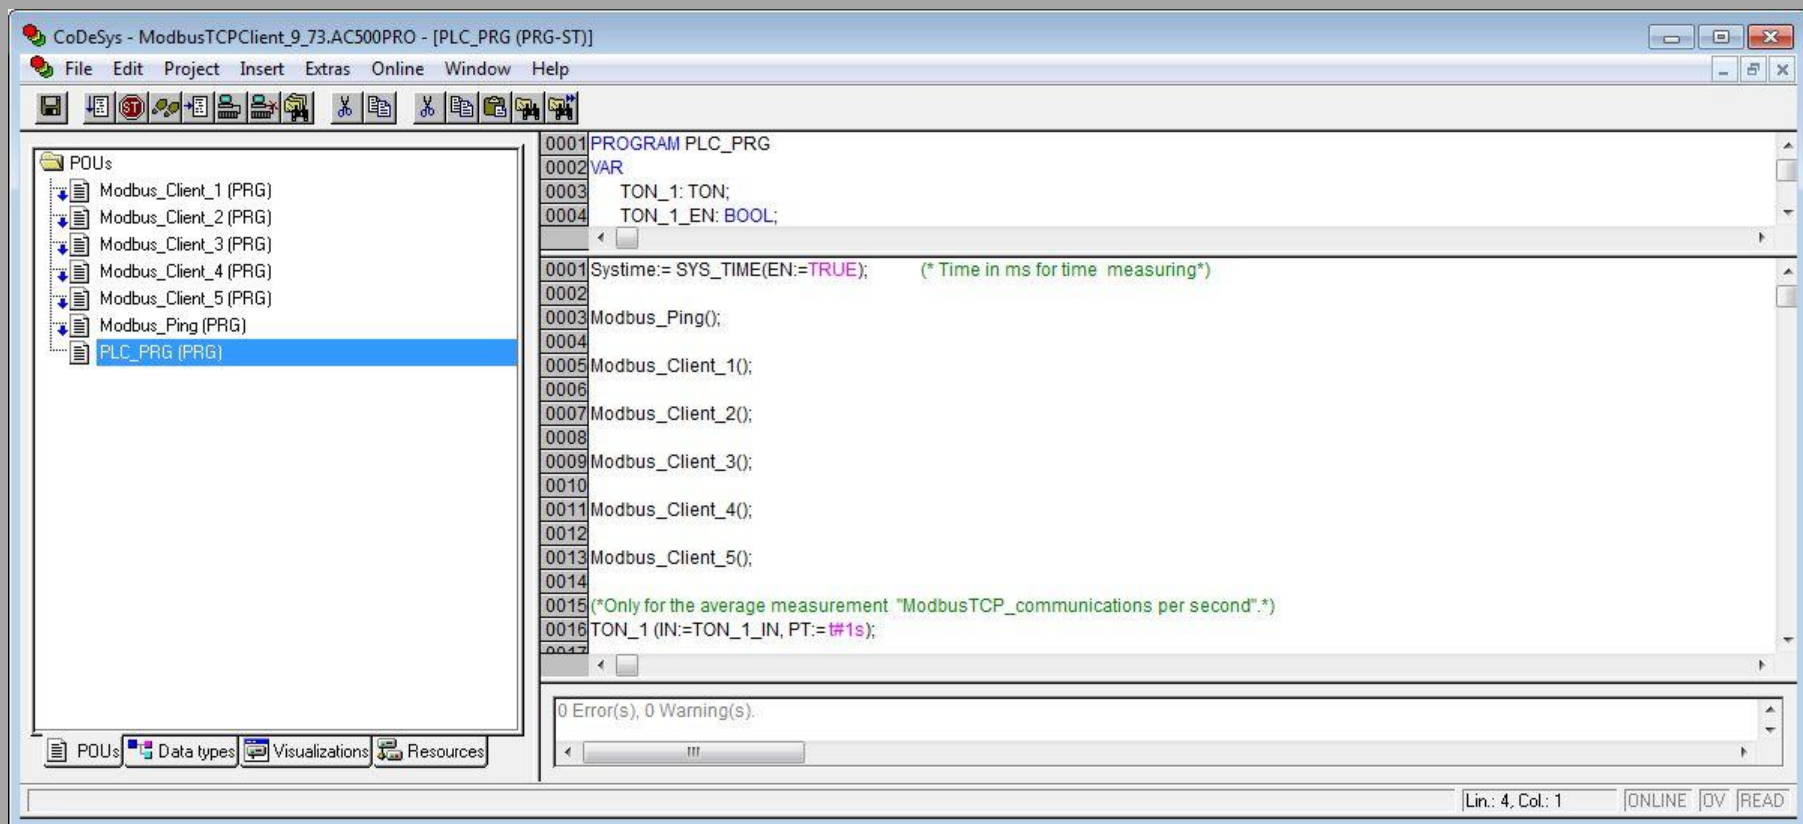 CoDeSys - ModbusTCPClient_9_73.AC500PRO - [PLC_PRG (PRG-ST)]
File Edit Project Insert Extras Online Window Help
POUs
Modbus_Client_1 (PRG)
Modbus_Client_2 (PRG)
Modbus_Client_3 (PRG)
Modbus_Client_4 (PRG)
Modbus_Client_5 (PRG)
Modbus_Ping (PRG)
PLC_PRG (PRG)
POUs Data types Visualizations Resources
0001 PROGRAM PLC_PRG
0002 VAR
0003 TON_1: TON;
0004 TON_1_EN: BOOL;
0001 Systime:= SYS_TIME(EN:=TRUE); (* Time in ms for time measuring*)
0002
0003 Modbus_Ping();
0004
0005 Modbus_Client_1();
0006
0007 Modbus_Client_2();
0008
0009 Modbus_Client_3();
0010
0011 Modbus_Client_4();
0012
0013 Modbus_Client_5();
0014
0015 (*Only for the average measurement "ModbusTCP_communications per second".*)
0016 TON_1 (IN:=TON_1_IN, PT:= t#1s);
0017
0 Error(s), 0 Warning(s).
Lin.: 4, Col.: 1 ONLINE OV READ